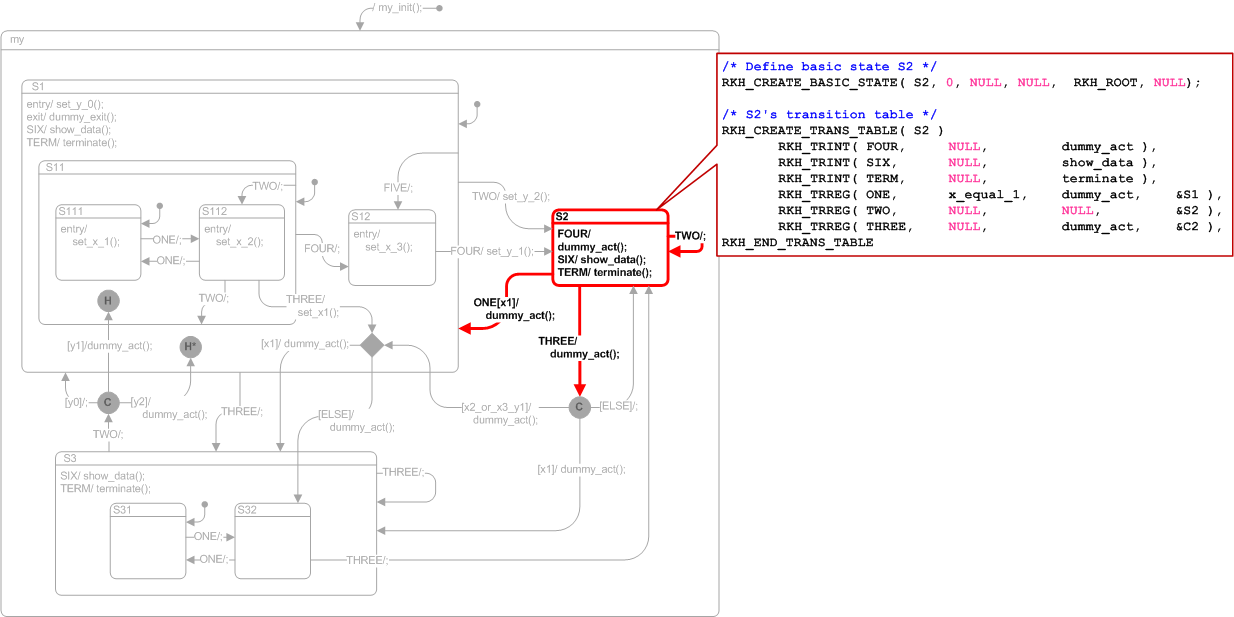 / my_init();
my
S1
entry/ set_y_0();
exit/ dummy_exit();
SIX/ show_data();
TERM/ terminate();
S11
TWO/;
S111
entry/
set_x_1();
ONE/;
ONE/;
S112
entry/
set_x_2();
FOUR/;
FIVE/;
S12
entry/
set_x_3();
TWO/ set_y_2();
FOUR/ set_y_1();
TWO/;
THREE/
set_x1();
H
[y1]/dummy_act();
H*
[x1]/ dummy_act();
[y0]/;
C
[y2]/
dummy_act();
TWO/;
THREE/;
[ELSE]/
dummy_act();
S2
FOUR/
dummy_act();
SIX/ show_data();
TERM/ terminate();
TWO/;
ONE[x1]/
dummy_act();
THREE/
dummy_act();
[x2_or_x3_y1]/
dummy_act();
C
[ELSE]/;
[x1]/ dummy_act();
S3
SIX/ show_data();
TERM/ terminate();
THREE/;
S31
S32
ONE/;
ONE/;
THREE/;
/* Define basic state S2 */
RKH_CREATE_BASIC_STATE( S2, 0, NULL, NULL, RKH_ROOT, NULL);
/* S2's transition table */
RKH_CREATE_TRANS_TABLE( S2 )
RKH_TRINT( FOUR, NULL, dummy_act ),
RKH_TRINT( SIX, NULL, show_data ),
RKH_TRINT( TERM, NULL, terminate ),
RKH_TRREG( ONE, x_equal_1, dummy_act, &S1 ),
RKH_TRREG( TWO, NULL, NULL, &S2 ),
RKH_TRREG( THREE, NULL, dummy_act, &C2 ),
RKH_END_TRANS_TABLE